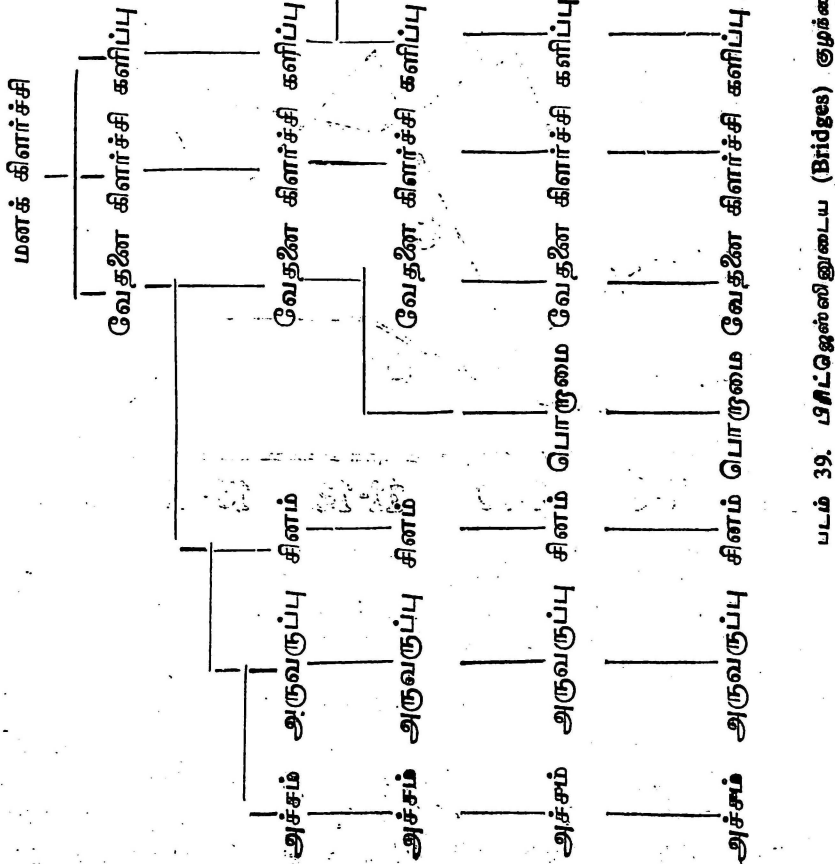 மனக் கிளர்ச்சி
வேதனை கிளர்ச்சி களிப்பு
அச்சம் அருவருப்பு சினம் வேதனை கிளர்ச்சி களிப்பு
அச்சம் அருவருப்பு சினம் வேதனை கிளர்ச்சி களிப்பு
அச்சம் அருவருப்பு சினம் பொறாமை வேதனை கிளர்ச்சி களிப்பு
அச்சம் அருவருப்பு சினம் பொறாமை வேதனை கிளர்ச்சி களிப்பு
படம் 39. பிரிட்ஜெஸ்ஸினுடைய (Bridges)